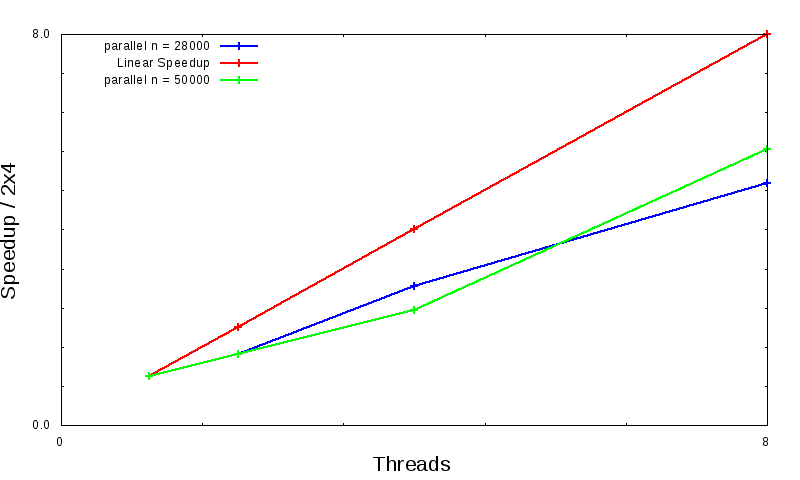 8.0
parallel n = 28000
Linear Speedup
parallel n = 50000
Speedup / 2x4
0.0
0
8
Threads